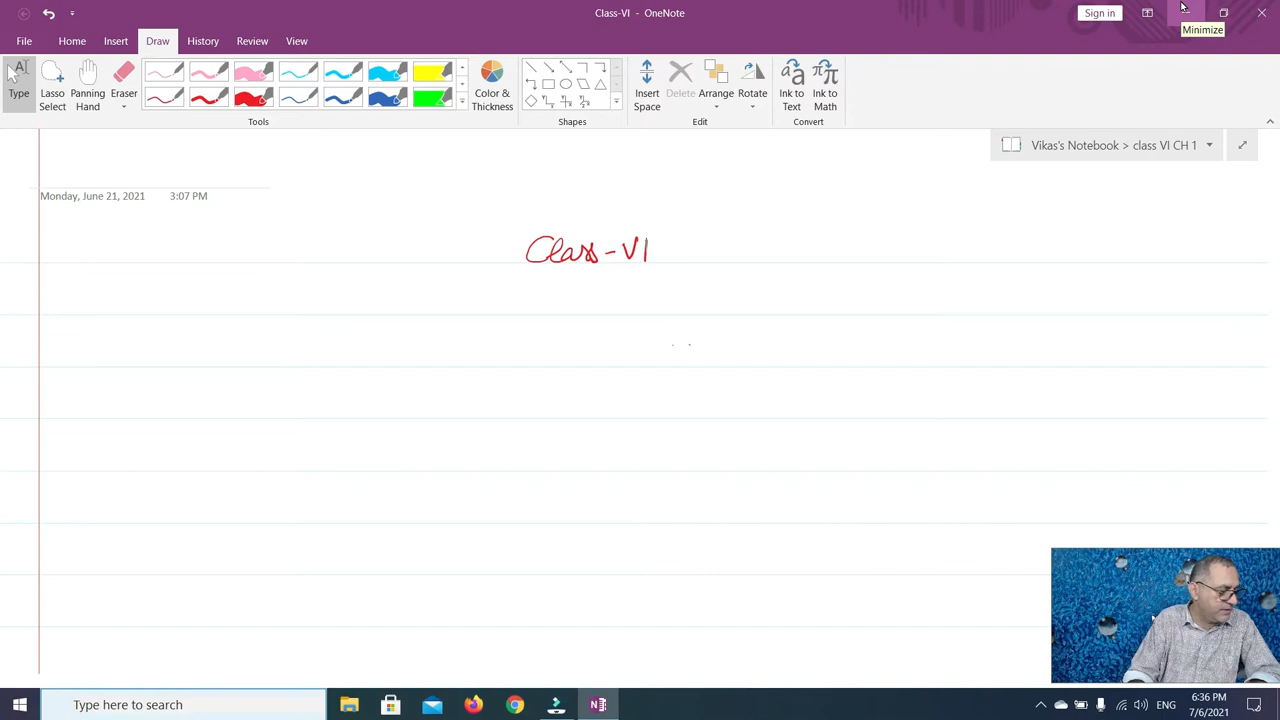 Class-VI - OneNote
Sign in
Minimize
File Home Insert Draw History Review View
Type
Lasso Select
Panning Hand
Eraser
Color & Thickness
Insert Space
Delete
Arrange
Rotate
Ink to Text
Ink to Math
Tools
Shapes
Edit
Convert
Vikas's Notebook > class VI CH 1
Monday, June 21, 2021 3:07 PM
Class-VI
Type here to search
ENG
6:36 PM
7/6/2021